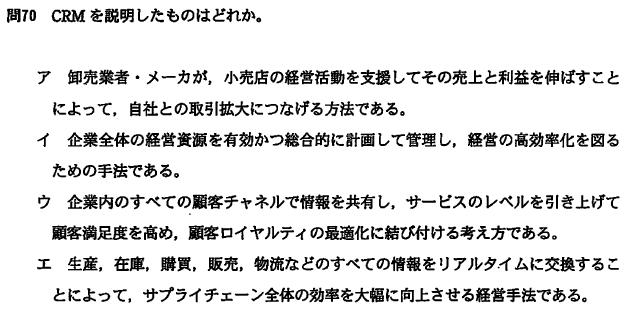 問70 CRMを説明したものはどれか。
ア 卸売業者・メーカが，小売店の経営活動を支援してその売上と利益を伸ばすこと
によって，自社との取引拡大につなげる方法である。
イ 企業全体の経営資源を有効かつ総合的に計画して管理し，経営の高効率化を図る
ための手法である。
ウ 企業内のすべての顧客チャネルで情報を共有し，サービスのレベルを引き上げて
顧客満足度を高め，顧客ロイヤルティの最適化に結び付ける考え方である。
エ 生産，在庫，購買，販売，物流などのすべての情報をリアルタイムに交換するこ
とによって，サプライチェーン全体の効率を大幅に向上させる経営手法である。